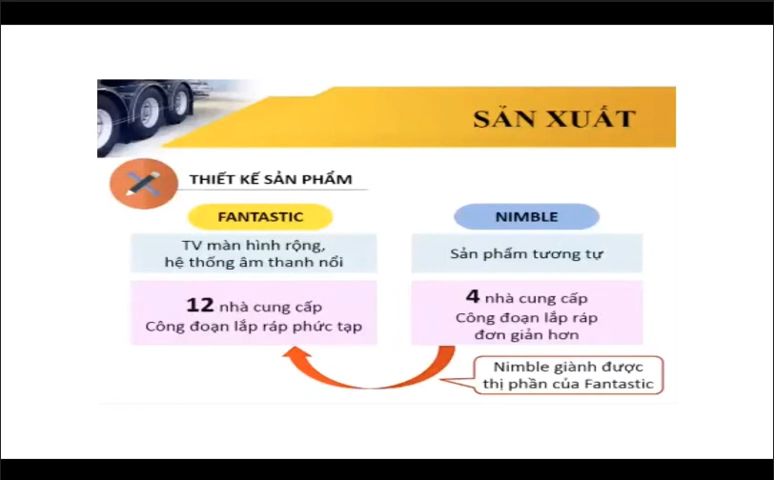 SẢN XUẤT
THIẾT KẾ SẢN PHẨM
FANTASTIC
TV màn hình rộng,
hệ thống âm thanh nổi
12 nhà cung cấp
Công đoạn lắp ráp phức tạp
NIMBLE
Sản phẩm tương tự
4 nhà cung cấp
Công đoạn lắp ráp
đơn giản hơn
Nimble giành được
thị phần của Fantastic